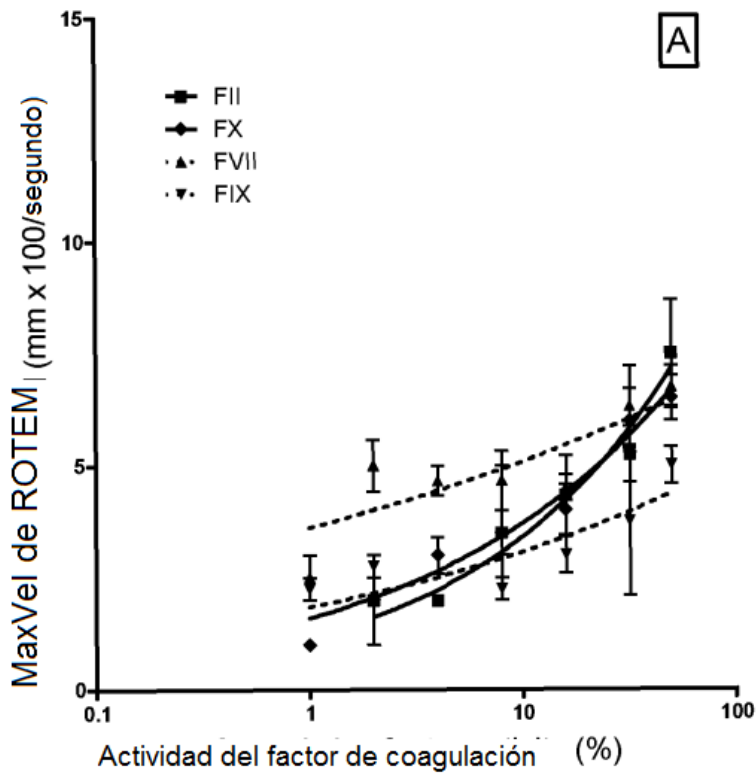 15
A
FII
FX
FVII
FIX
10
5
0
MaxVel de ROTEM (mm x 100/segundo)
0.1 1 10 100
Actividad del factor de coagulación (%)